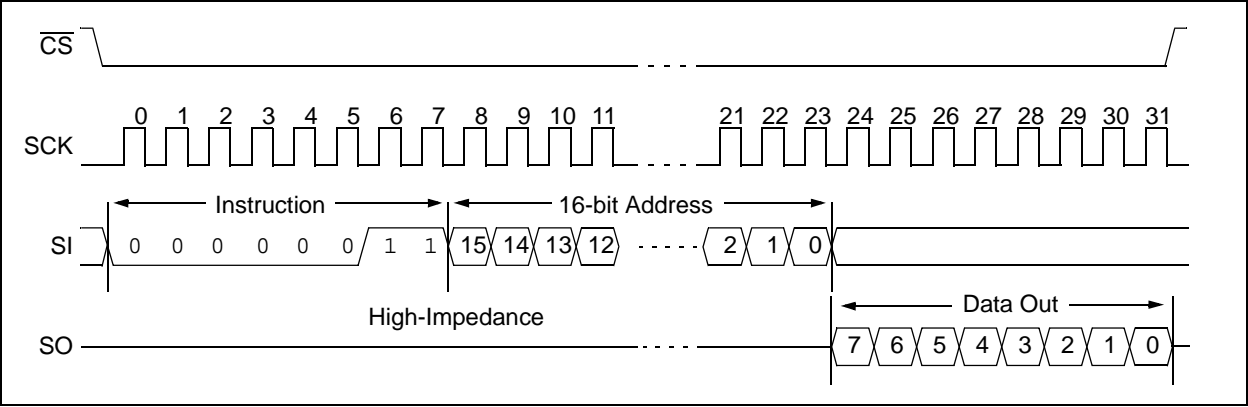 CS
0 1 2 3 4 5 6 7 8 9 10 11 21 22 23 24 25 26 27 28 29 30 31
SCK
Instruction 16-bit Address
SI 0 0 0 0 0 0 1 1 15 14 13 12 2 1 0
Data Out
High-Impedance
SO 7 6 5 4 3 2 1 0